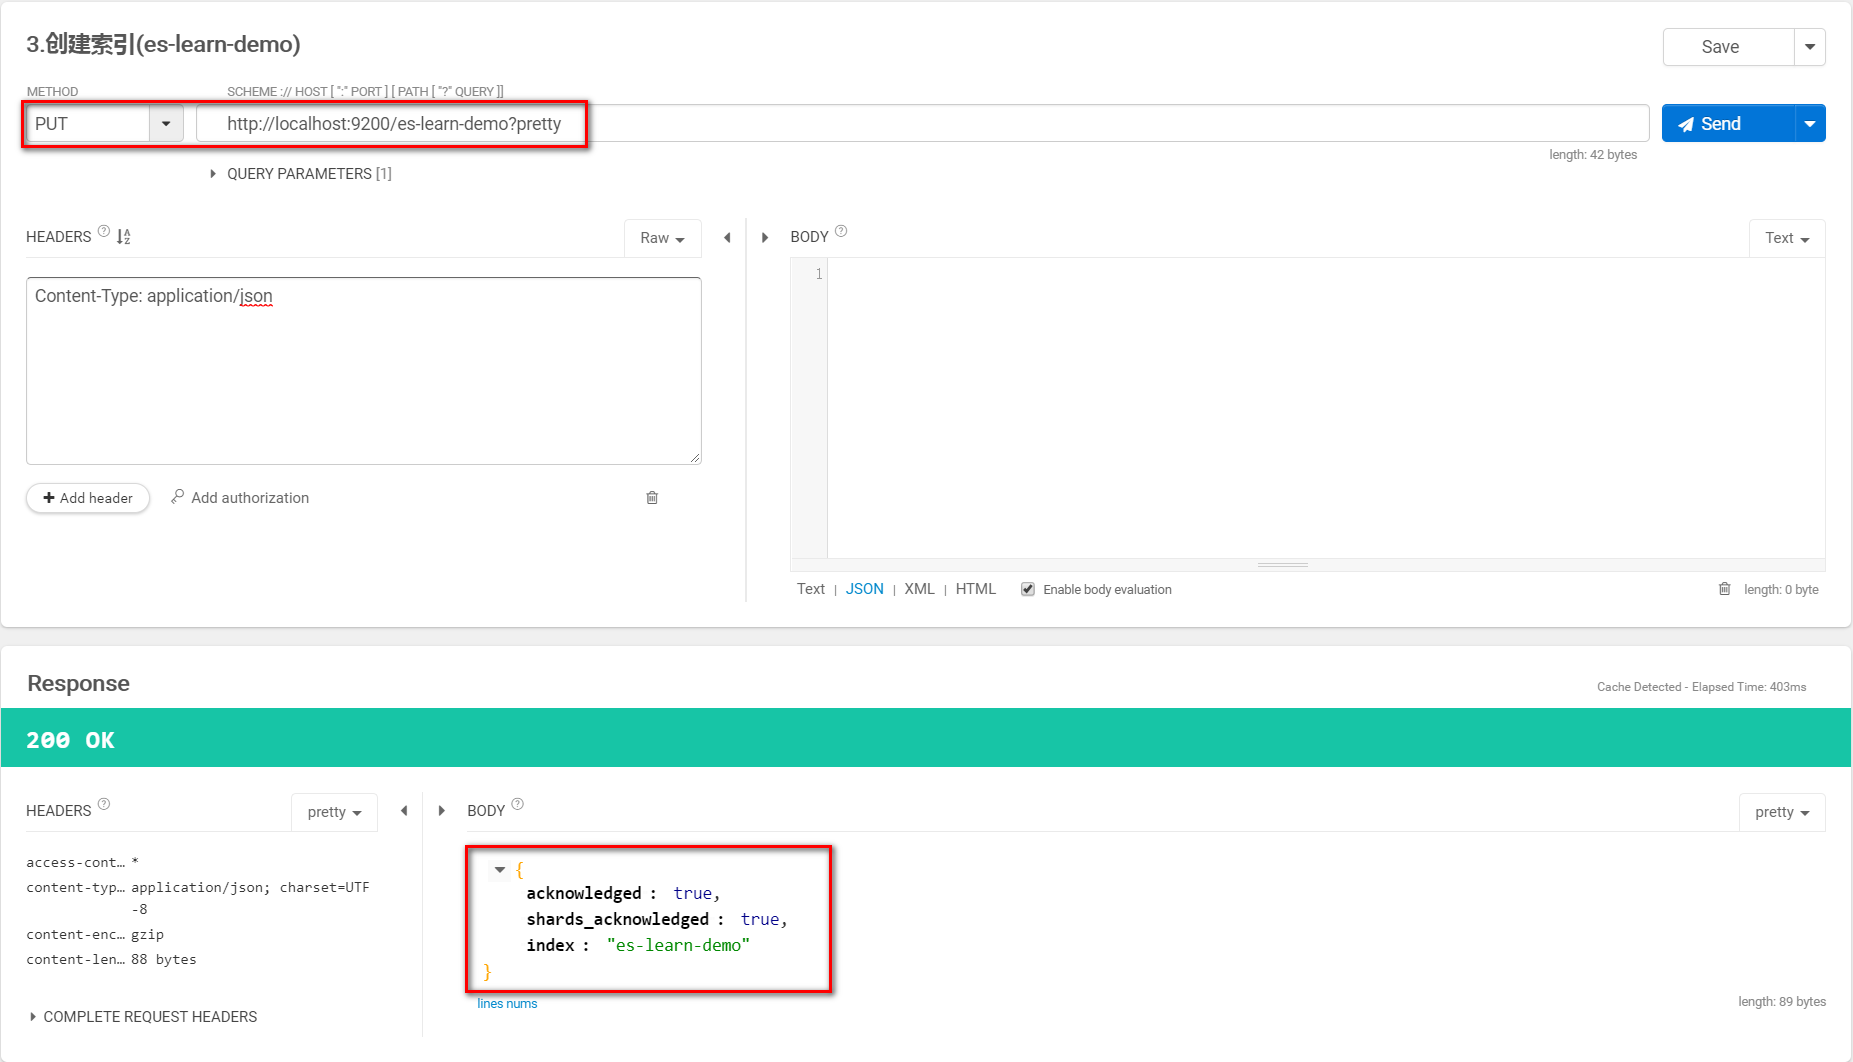 3.创建索引(es-learn-demo)
Save
METHOD
SCHEME :// HOST [ ":" PORT ] [ PATH [ "?" QUERY ]]
PUT
http://localhost:9200/es-learn-demo?pretty
Send
length: 42 bytes
QUERY PARAMETERS [1]
HEADERS ?
Raw
BODY ?
Text
Content-Type: application/json
1
+ Add header
Add authorization
Text | JSON | XML | HTML
Enable body evaluation
length: 0 byte
Response
Cache Detected - Elapsed Time: 403ms
200 OK
HEADERS ?
pretty
BODY ?
pretty
access-cont… *
content-typ… application/json; charset=UTF
-8
content-enc… gzip
content-len… 88 bytes
COMPLETE REQUEST HEADERS
{
acknowledged : true,
shards_acknowledged : true,
index : "es-learn-demo"
}
lines nums
length: 89 bytes